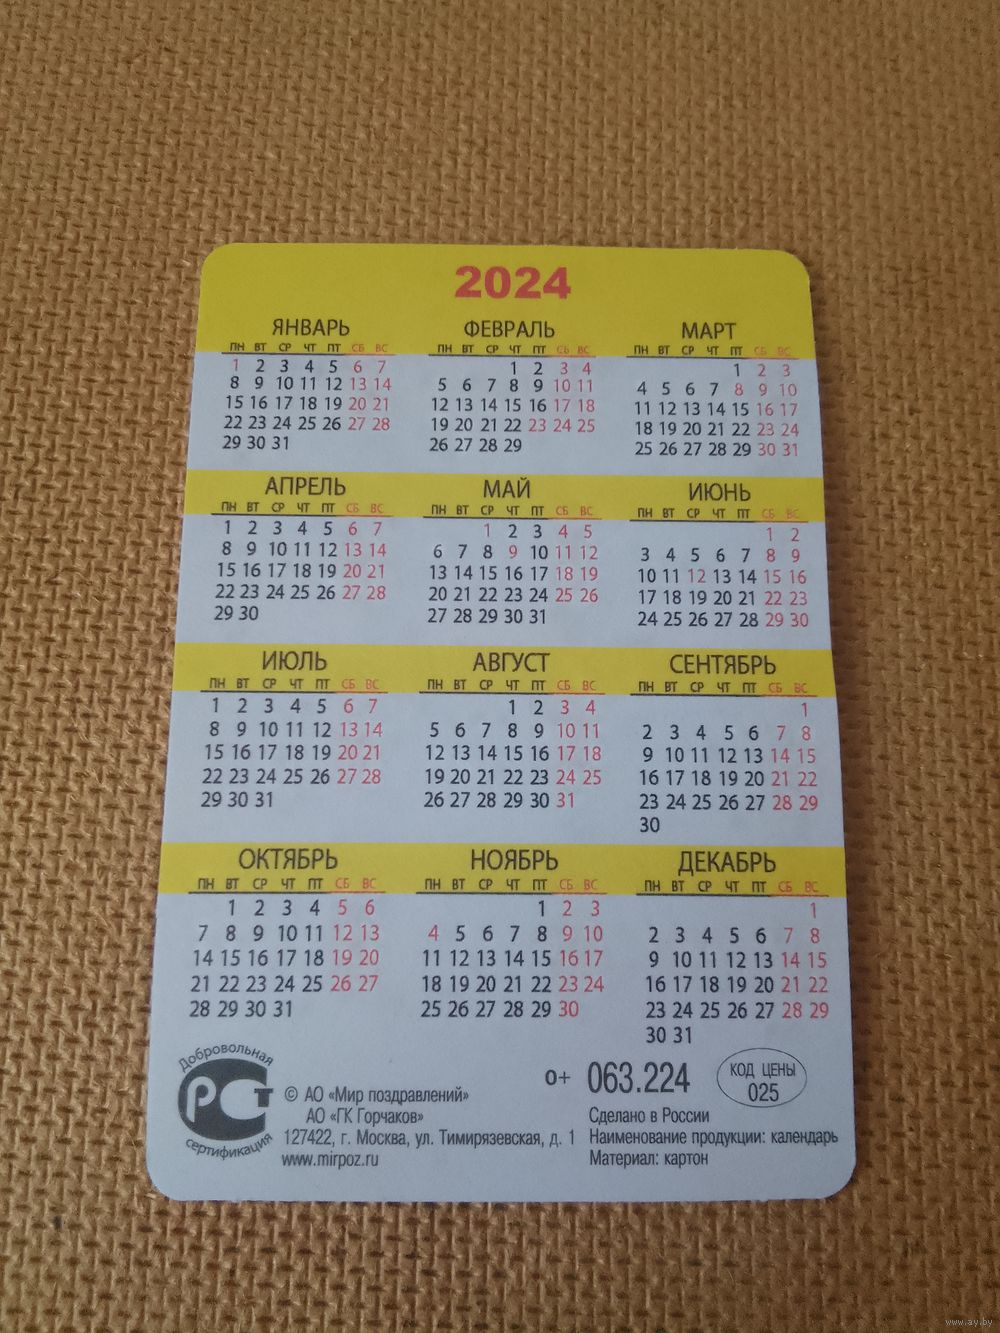 2024
ЯНВАРЬ ФЕВРАЛЬ МАРТ
ПН ВТ СР ЧТ ПТ СБ ВС ПН ВТ СР ЧТ ПТ СБ ВС ПН ВТ СР ЧТ ПТ СБ ВС
1 2 3 4 5 6 7 1 2 3 4 1 2 3
8 9 10 11 12 13 14 5 6 7 8 9 10 11 4 5 6 7 8 9 10
15 16 17 18 19 20 21 12 13 14 15 16 17 18 11 12 13 14 15 16 17
22 23 24 25 26 27 28 19 20 21 22 23 24 25 18 19 20 21 22 23 24
29 30 31 26 27 28 29 25 26 27 28 29 30 31
АПРЕЛЬ МАЙ ИЮНЬ
ПН ВТ СР ЧТ ПТ СБ ВС ПН ВТ СР ЧТ ПТ СБ ВС ПН ВТ СР ЧТ ПТ СБ ВС
1 2 3 4 5 6 7 1 2 3 4 5 1 2
8 9 10 11 12 13 14 6 7 8 9 10 11 12 3 4 5 6 7 8 9
15 16 17 18 19 20 21 13 14 15 16 17 18 19 10 11 12 13 14 15 16
22 23 24 25 26 27 28 20 21 22 23 24 25 26 17 18 19 20 21 22 23
29 30 27 28 29 30 31 24 25 26 27 28 29 30
ИЮЛЬ АВГУСТ СЕНТЯБРЬ
ПН ВТ СР ЧТ ПТ СБ ВС ПН ВТ СР ЧТ ПТ СБ ВС ПН ВТ СР ЧТ ПТ СБ ВС
1 2 3 4 5 6 7 1 2 3 4 1
8 9 10 11 12 13 14 5 6 7 8 9 10 11 2 3 4 5 6 7 8
15 16 17 18 19 20 21 12 13 14 15 16 17 18 9 10 11 12 13 14 15
22 23 24 25 26 27 28 19 20 21 22 23 24 25 16 17 18 19 20 21 22
29 30 31 26 27 28 29 30 31 23 24 25 26 27 28 29
30
ОКТЯБРЬ НОЯБРЬ ДЕКАБРЬ
ПН ВТ СР ЧТ ПТ СБ ВС ПН ВТ СР ЧТ ПТ СБ ВС ПН ВТ СР ЧТ ПТ СБ ВС
1 2 3 4 5 6 1 2 3 1
7 8 9 10 11 12 13 4 5 6 7 8 9 10 2 3 4 5 6 7 8
14 15 16 17 18 19 20 11 12 13 14 15 16 17 9 10 11 12 13 14 15
21 22 23 24 25 26 27 18 19 20 21 22 23 24 16 17 18 19 20 21 22
28 29 30 31 25 26 27 28 29 30 23 24 25 26 27 28 29
30 31
Добровольная
РСТ
сертификация
© АО «Мир поздравлений»
АО «ГК Горчаков»
127422, г. Москва, ул. Тимирязевская, д. 1
www.mirpoz.ru
0+ 063.224
КОД ЦЕНЫ
025
Сделано в России
Наименование продукции: календарь
Материал: картон
www.ay.by